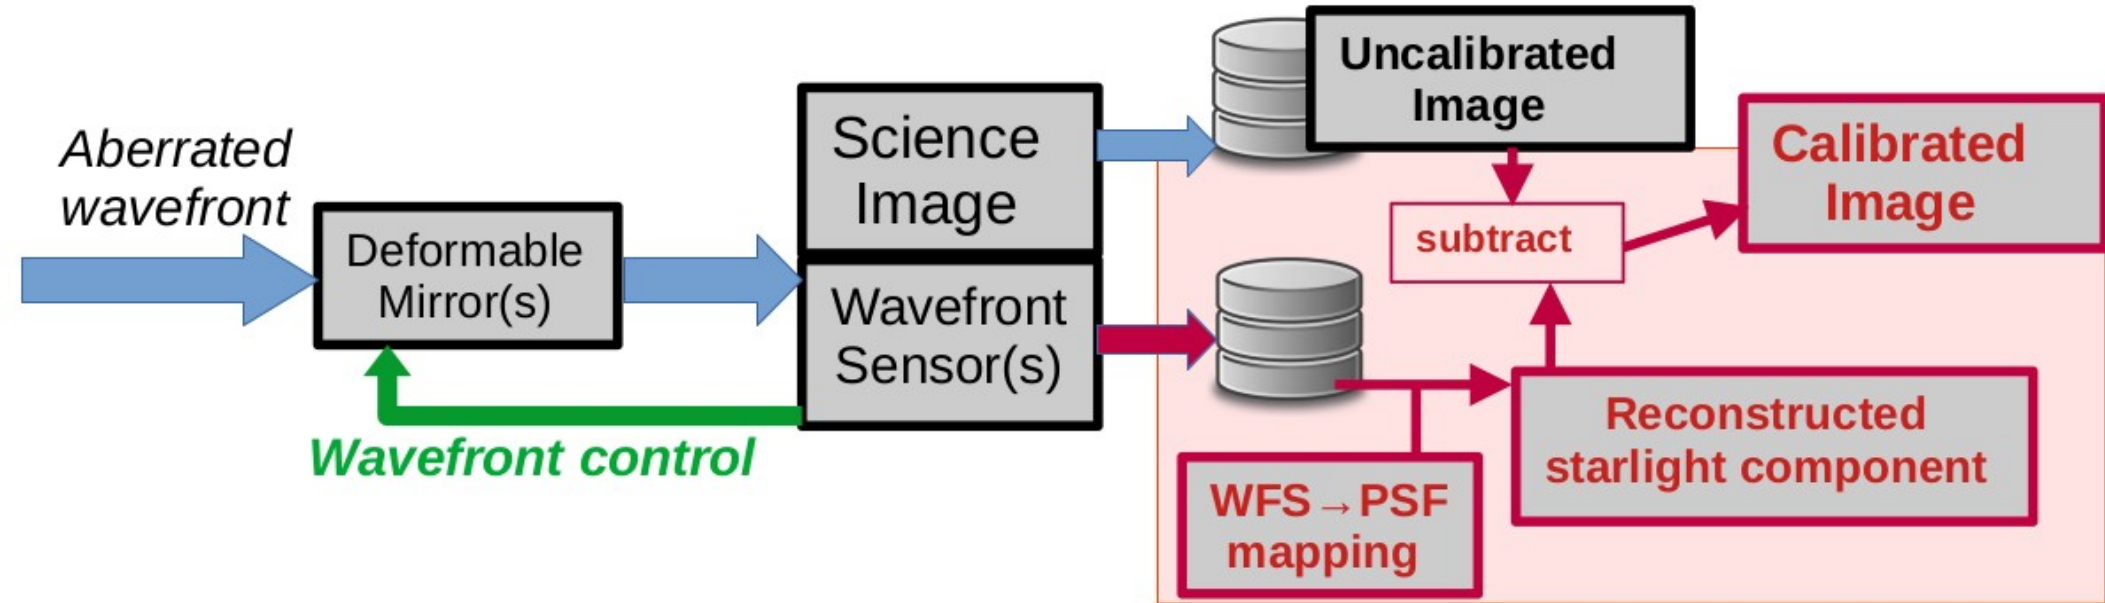 Aberrated
wavefront
Deformable
Mirror(s)
Wavefront control
Science
Image
Wavefront
Sensor(s)
Uncalibrated
Image
subtract
Calibrated
Image
WFS→PSF
mapping
Reconstructed
starlight component